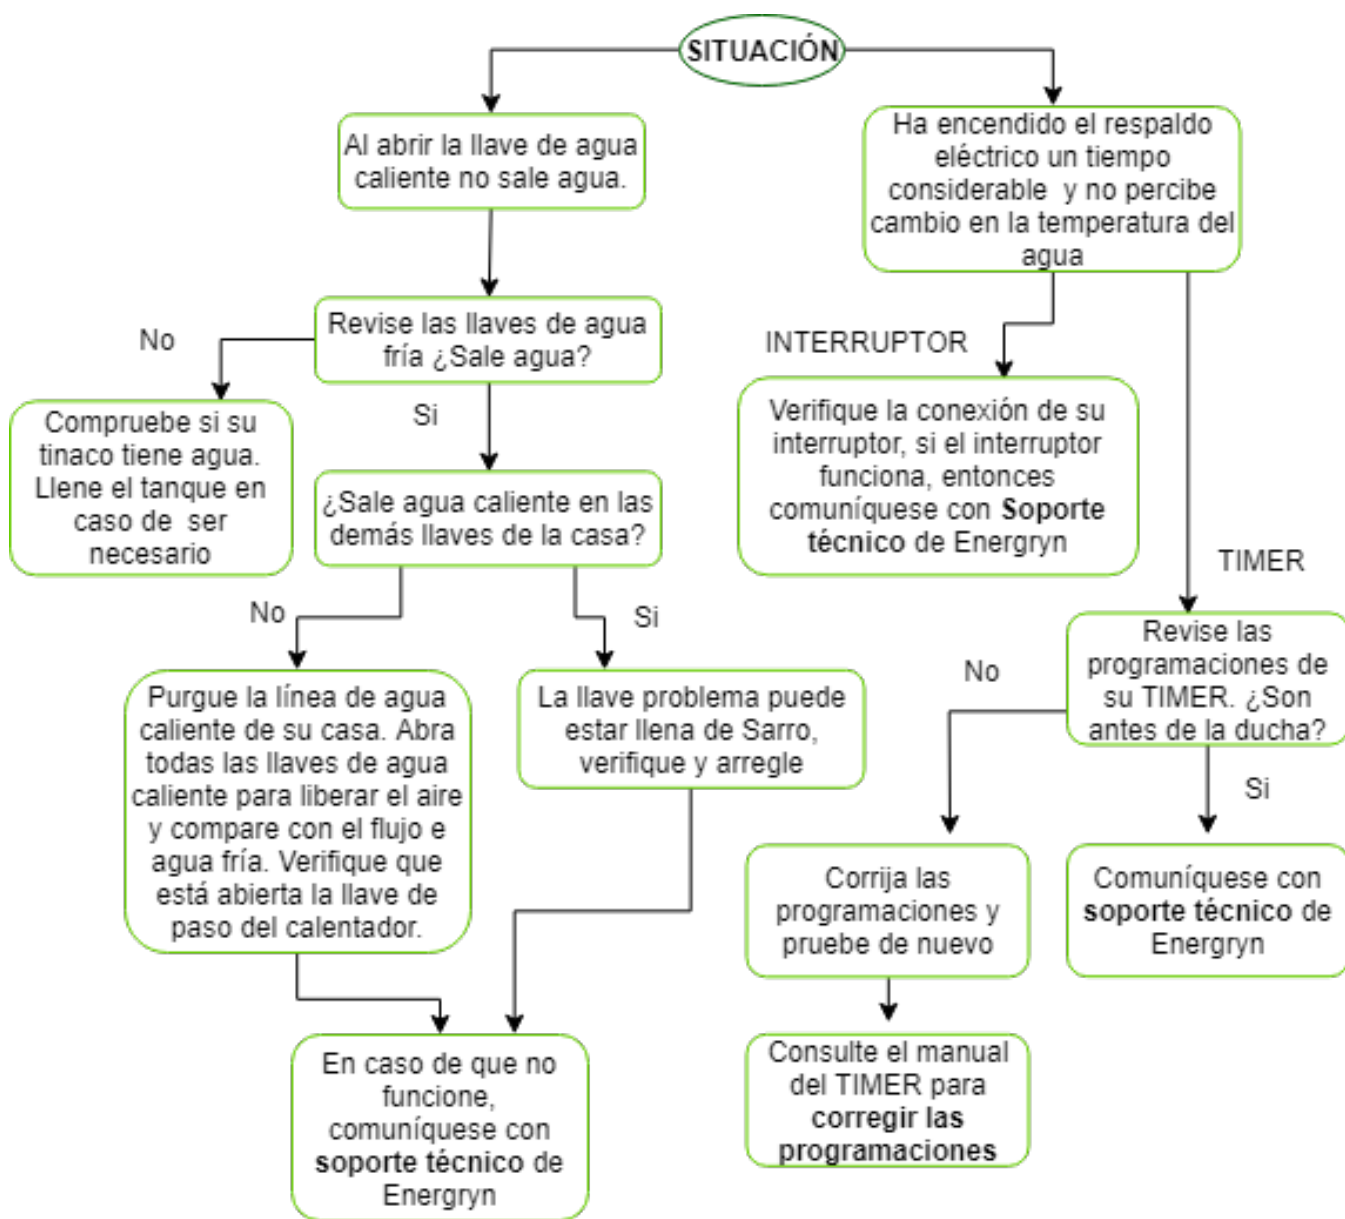 SITUACIÓN
Al abrir la llave de agua
caliente no sale agua.
Revise las llaves de agua
fría ¿Sale agua?
No
Compruebe si su
tinaco tiene agua.
Llene el tanque en
caso de ser
necesario
Si
¿Sale agua caliente en las
demás llaves de la casa?
No
Purgue la línea de agua
caliente de su casa. Abra
todas las llaves de agua
caliente para liberar el aire
y compare con el flujo e
agua fría. Verifique que
está abierta la llave de
paso del calentador.
Si
La llave problema puede
estar llena de Sarro,
verifique y arregle
En caso de que no
funcione,
comuníquese con
soporte técnico de
Energryn
Ha encendido el respaldo
eléctrico un tiempo
considerable y no percibe
cambio en la temperatura del
agua
INTERRUPTOR
Verifique la conexión de su
interruptor, si el interruptor
funciona, entonces
comuníquese con Soporte
técnico de Energryn
TIMER
Revise las
programaciones de
su TIMER. ¿Son
antes de la ducha?
No
Corrija las
programaciones y
pruebe de nuevo
Consulte el manual
del TIMER para
corregir las
programaciones
Si
Comuníquese con
soporte técnico de
Energryn